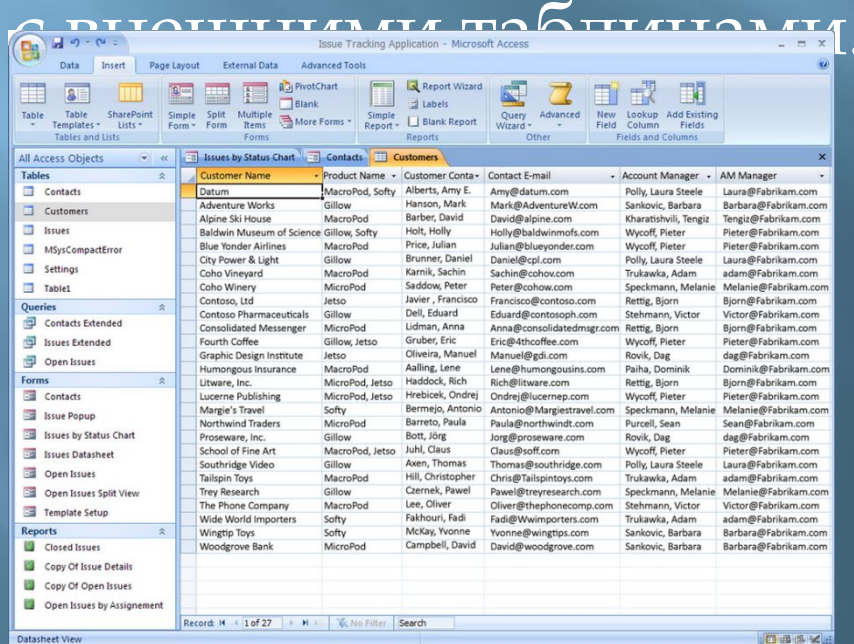 с внешними таблицами.
Issue Tracking Application - Microsoft Access
Data Insert Page Layout External Data Advanced Tools
Table Table Templates SharePoint Lists Simple Form Split Form Multiple Items PivotChart Blank More Forms Simple Report Report Wizard Labels Blank Report Query Wizard Advanced New Field Lookup Column Add Existing Fields
Tables and Lists Forms Reports Other Fields and Columns
All Access Objects «
Tables
Contacts
Customers
Issues
MSysCompactError
Settings
Table1
Queries
Contacts Extended
Issues Extended
Open Issues
Forms
Contacts
Issue Popup
Issues by Status Chart
Issues Datasheet
Open Issues
Open Issues Split View
Template Setup
Reports
Closed Issues
Copy Of Issue Details
Copy Of Open Issues
Open Issues by Assignement
Issues by Status Chart Contacts Customers
Customer Name Product Name Customer Conta Contact E-mail Account Manager AM Manager
Datum MacroPod, Softy Alberts, Amy E. Amy@datum.com Polly, Laura Steele Laura@Fabrikam.com
Adventure Works Gillow Hanson, Mark Mark@AdventureW.com Sankovic, Barbara Barbara@Fabrikam.com
Alpine Ski House MacroPod Barber, David David@alpine.com Kharatishvili, Tengiz Tengiz@Fabrikam.com
Baldwin Museum of Science Gillow, Softy Holt, Holly Holly@baldwinmofs.com Wycoff, Pieter Pieter@Fabrikam.com
Blue Yonder Airlines MacroPod Price, Julian Julian@blueyonder.com Wycoff, Pieter Pieter@Fabrikam.com
City Power & Light Gillow Brunner, Daniel Daniel@cpl.com Polly, Laura Steele Laura@Fabrikam.com
Coho Vineyard MacroPod Karnik, Sachin Sachin@cohov.com Trukawka, Adam adam@Fabrikam.com
Coho Winery MacroPod Saddow, Peter Peter@cohow.com Speckmann, Melanie Melanie@Fabrikam.com
Contoso, Ltd Jetso Javier , Francisco Francisco@contoso.com Rettig, Bjorn Bjorn@Fabrikam.com
Contoso Pharmaceuticals Gillow Dell, Eduard Eduard@contosoph.com Stehmann, Victor Victor@Fabrikam.com
Consolidated Messenger MicroPod Lidman, Anna Anna@consolidatedmsgr.com Rettig, Bjorn Bjorn@Fabrikam.com
Fourth Coffee Gillow, Jetso Gruber, Eric Eric@4thcoffee.com Wycoff, Pieter Pieter@Fabrikam.com
Graphic Design Institute Jetso Oliveira, Manuel Manuel@gdi.com Rovik, Dag dag@Fabrikam.com
Humongous Insurance MacroPod Aalling, Lene Lene@humongousins.com Paiha, Dominik Dominik@Fabrikam.com
Litware, Inc. MicroPod, Jetso Haddock, Rich Rich@litware.com Rettig, Bjorn Bjorn@Fabrikam.com
Lucerne Publishing MicroPod, Jetso Hrebicek, Ondrej Ondrej@lucernep.com Wycoff, Pieter Pieter@Fabrikam.com
Margie's Travel Softy Bermejo, Antonio Antonio@Margiestravel.com Speckmann, Melanie Melanie@Fabrikam.com
Northwind Traders MicroPod Barreto, Paula Paula@northwindt.com Purcell, Sean Sean@Fabrikam.com
Proseware, Inc. Gillow Bott, Jörg Jorg@proseware.com Rovik, Dag dag@Fabrikam.com
School of Fine Art MacroPod, Jetso Juhl, Claus Claus@soff.com Wycoff, Pieter Pieter@Fabrikam.com
Southridge Video Gillow Axen, Thomas Thomas@southridge.com Polly, Laura Steele Laura@Fabrikam.com
Tailspin Toys MacroPod Hill, Christopher Chris@Tailspintoys.com Trukawka, Adam adam@Fabrikam.com
Trey Research Gillow Czernek, Pawel Pawel@treyresearch.com Speckmann, Melanie Melanie@Fabrikam.com
The Phone Company MacroPod Lee, Oliver Oliver@thephonecomp.com Stehmann, Victor Victor@Fabrikam.com
Wide World Importers Softy Fakhouri, Fadi Fadi@Wwimporters.com Trukawka, Adam adam@Fabrikam.com
Wingtip Toys Softy McKay, Yvonne Yvonne@wingtips.com Sankovic, Barbara Barbara@Fabrikam.com
Woodgrove Bank MicroPod Campbell, David David@woodgrove.com Sankovic, Barbara Barbara@Fabrikam.com
Record: 1 of 27 No Filter Search
Datasheet View